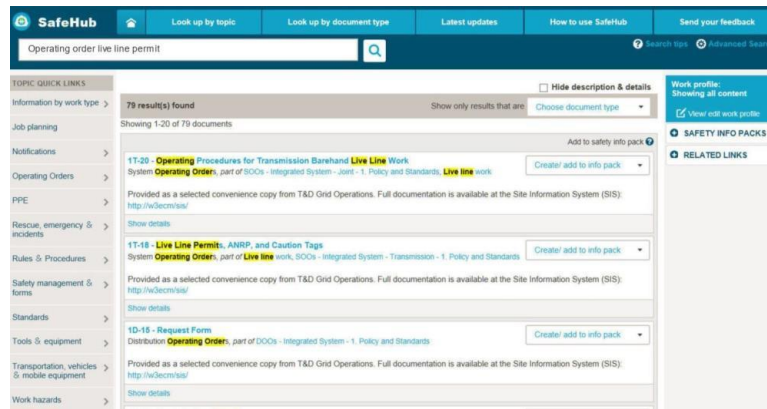 SafeHub
Look up by topic
Look up by document type
Latest updates
How to use SafeHub
Send your feedback
Operating order live line permit
Search tips
Advanced Sear
TOPIC QUICK LINKS
Information by work type
Job planning
Notifications
Operating Orders
PPE
Rescue, emergency &
incidents
Rules & Procedures
Safety management &
forms
Standards
Tools & equipment
Transportation, vehicles
& mobile equipment
Work hazards
Hide description & details
79 result(s) found
Show only results that are
Choose document type
Showing 1-20 of 79 documents
Add to safety info pack
1T-20 - Operating Procedures for Transmission Barehand Live Line Work
System Operating Orders, part of SOOs - Integrated System - Joint - 1. Policy and Standards, Live line work
Create/ add to info pack
Provided as a selected convenience copy from T&D Grid Operations. Full documentation is available at the Site Information System (SIS):
http://w3ecm/sis/
Show details
1T-18 - Live Line Permits, ANRP, and Caution Tags
System Operating Orders, part of Live line work, SOOs - Integrated System - Transmission - 1. Policy and Standards
Create/ add to info pack
Provided as a selected convenience copy from T&D Grid Operations. Full documentation is available at the Site Information System (SIS):
http://w3ecm/sis/
Show details
1D-15 - Request Form
Distribution Operating Orders, part of DOOs - Integrated System - 1. Policy and Standards
Create/ add to info pack
Provided as a selected convenience copy from T&D Grid Operations. Full documentation is available at the Site Information System (SIS):
http://w3ecm/sis/
Show details
Work profile:
Showing all content
View/ edit work profile
SAFETY INFO PACKS
RELATED LINKS